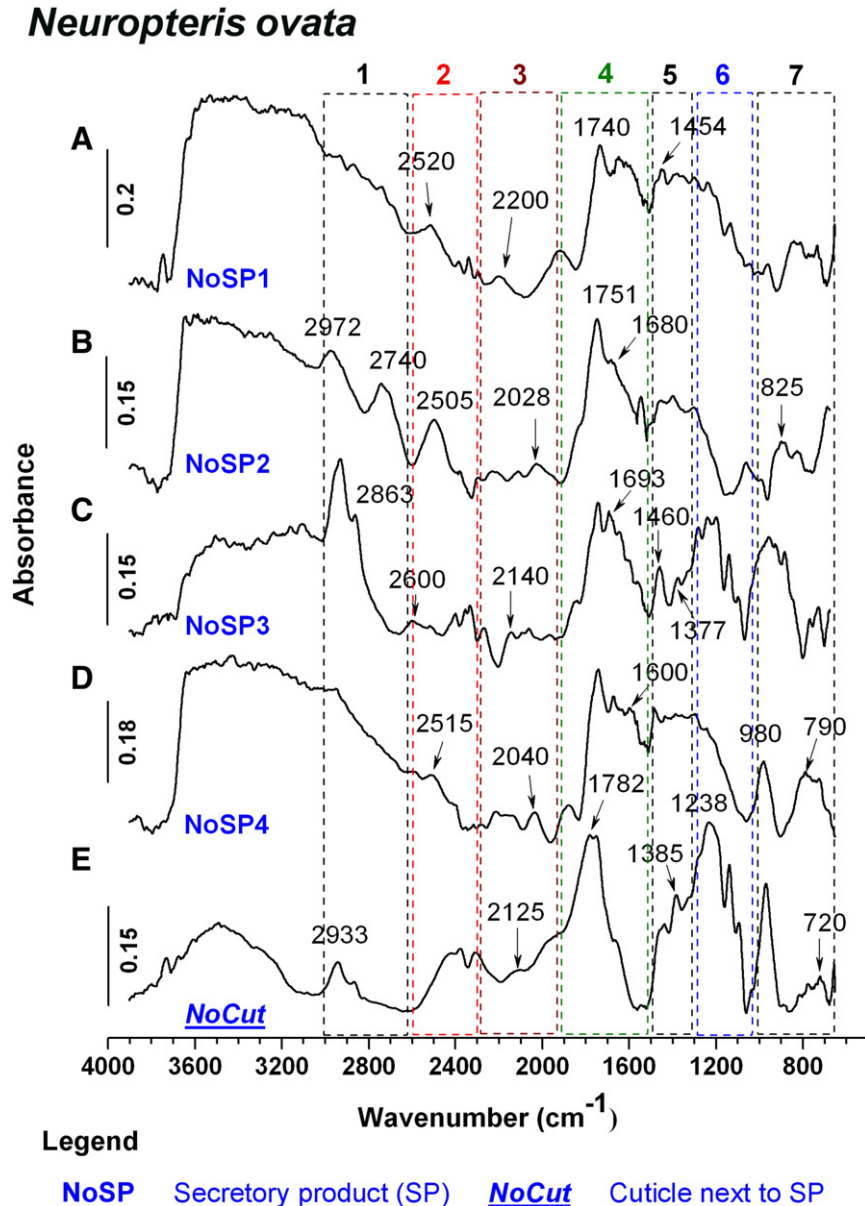 Neuropteris ovata
1 2 3 4 5 6 7
A
1740 1454
2520
2200
0.2
NoSP1
1751
B
2972
2740
1680
2505 2028 825
0.15
NoSP2
C
2863 1693
1460
0.15
2600 2140
1377
NoSP3
D
1600
2515 980 790
0.18
2040
1782 1238
NoSP4
E
1385
2933 2125 720
0.15
NoCut
Absorbance
4000 3600 3200 2800 2400 2000 1600 1200 800
Wavenumber (cm-1)
Legend
NoSP Secretory product (SP) NoCut Cuticle next to SP